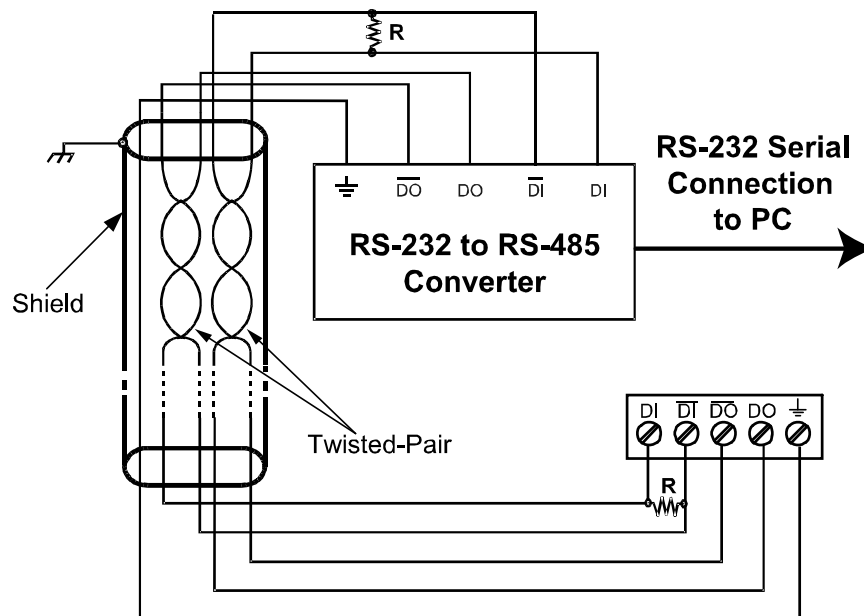 R
DO DO DI DI
RS-232 to RS-485
Converter
RS-232 Serial
Connection
to PC
Shield
Twisted-Pair
DI DI DO DO
R